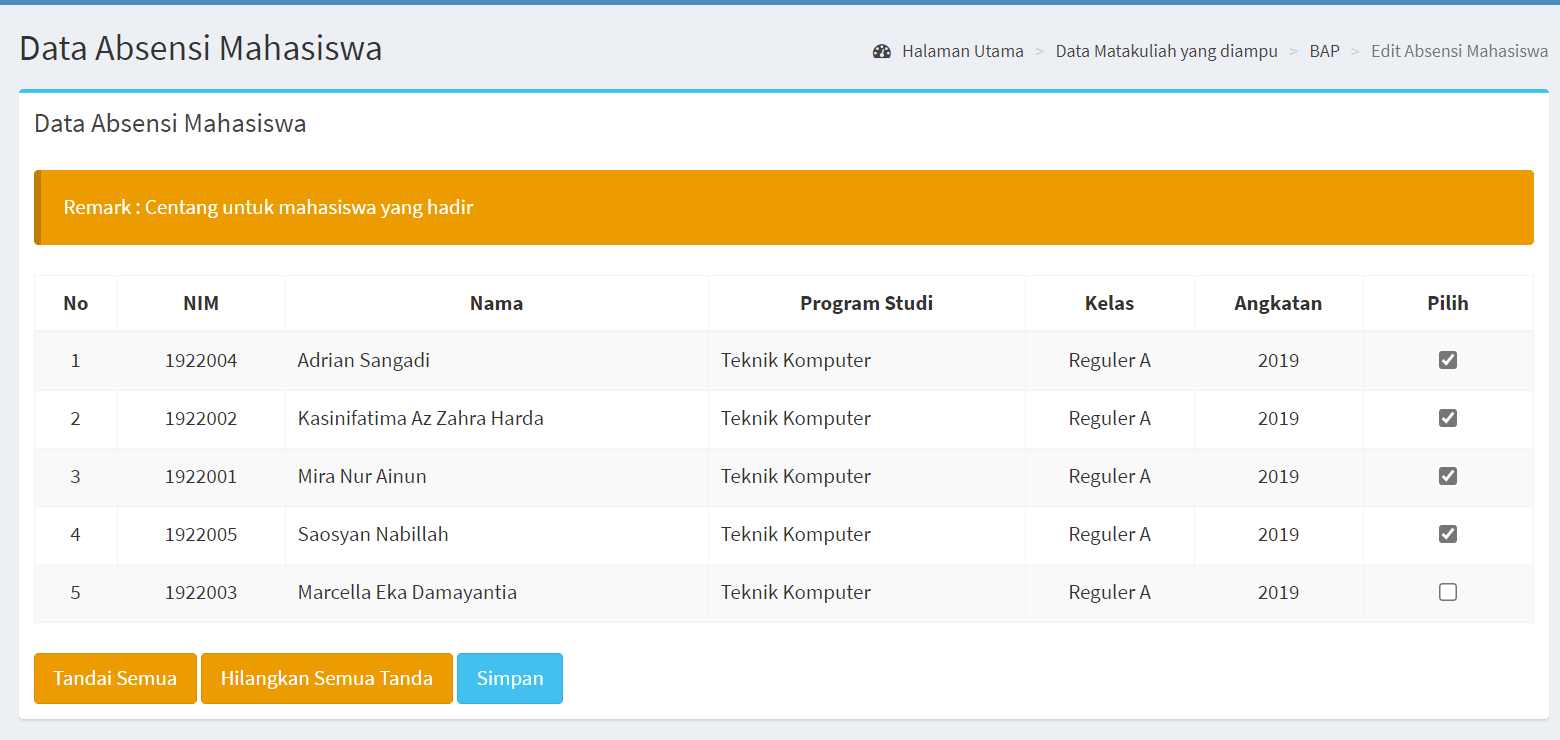 Data Absensi Mahasiswa
Halaman Utama > Data Matakuliah yang diampu > BAP > Edit Absensi Mahasiswa
Data Absensi Mahasiswa
Remark : Centang untuk mahasiswa yang hadir
No NIM Nama Program Studi Kelas Angkatan Pilih
1 1922004 Adrian Sangadi Teknik Komputer Reguler A 2019
2 1922002 Kasinifatima Az Zahra Harda Teknik Komputer Reguler A 2019
3 1922001 Mira Nur Ainun Teknik Komputer Reguler A 2019
4 1922005 Saosyan Nabillah Teknik Komputer Reguler A 2019
5 1922003 Marcella Eka Damayantia Teknik Komputer Reguler A 2019
Tandai Semua Hilangkan Semua Tanda Simpan